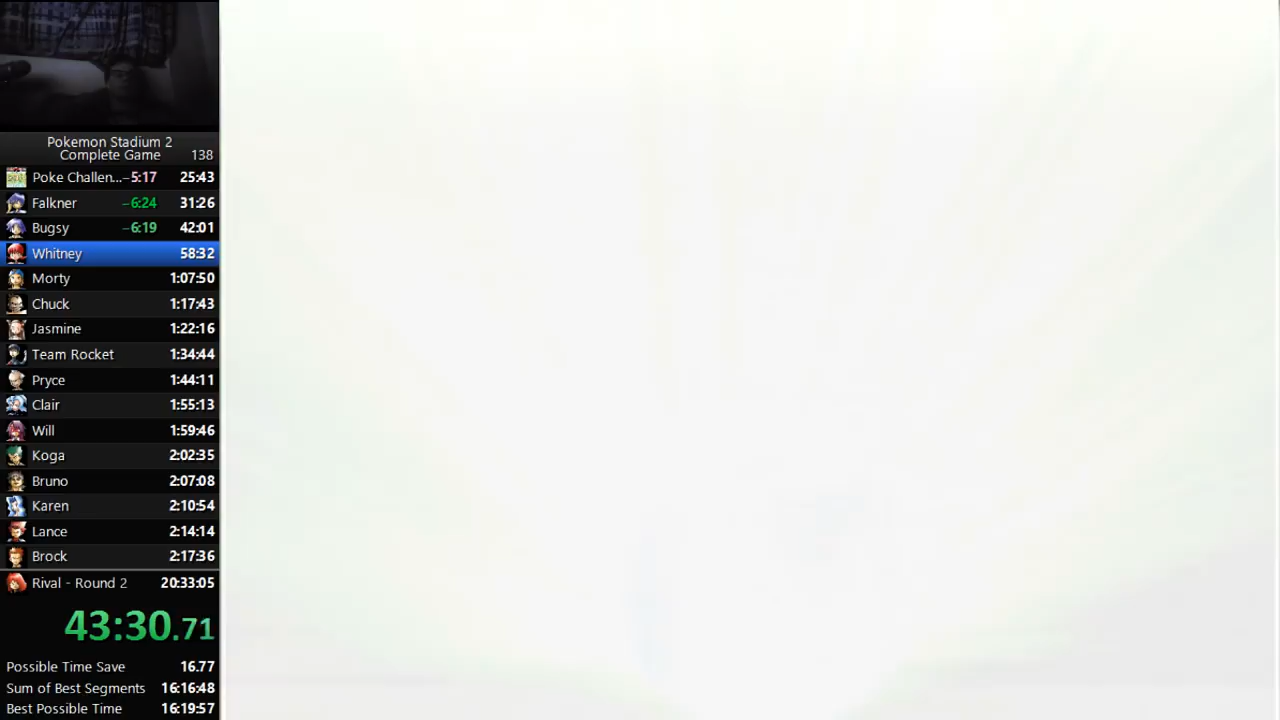 Pokemon Stadium 2
Complete Game 138
Poke Challen... −5:17 25:43
Falkner −6:24 31:26
Bugsy −6:19 42:01
Whitney 58:32
Morty 1:07:50
Chuck 1:17:43
Jasmine 1:22:16
Team Rocket 1:34:44
Pryce 1:44:11
Clair 1:55:13
Will 1:59:46
Koga 2:02:35
Bruno 2:07:08
Karen 2:10:54
Lance 2:14:14
Brock 2:17:36
Rival - Round 2 20:33:05
43:30.71
Possible Time Save 16.77
Sum of Best Segments 16:16:48
Best Possible Time 16:19:57